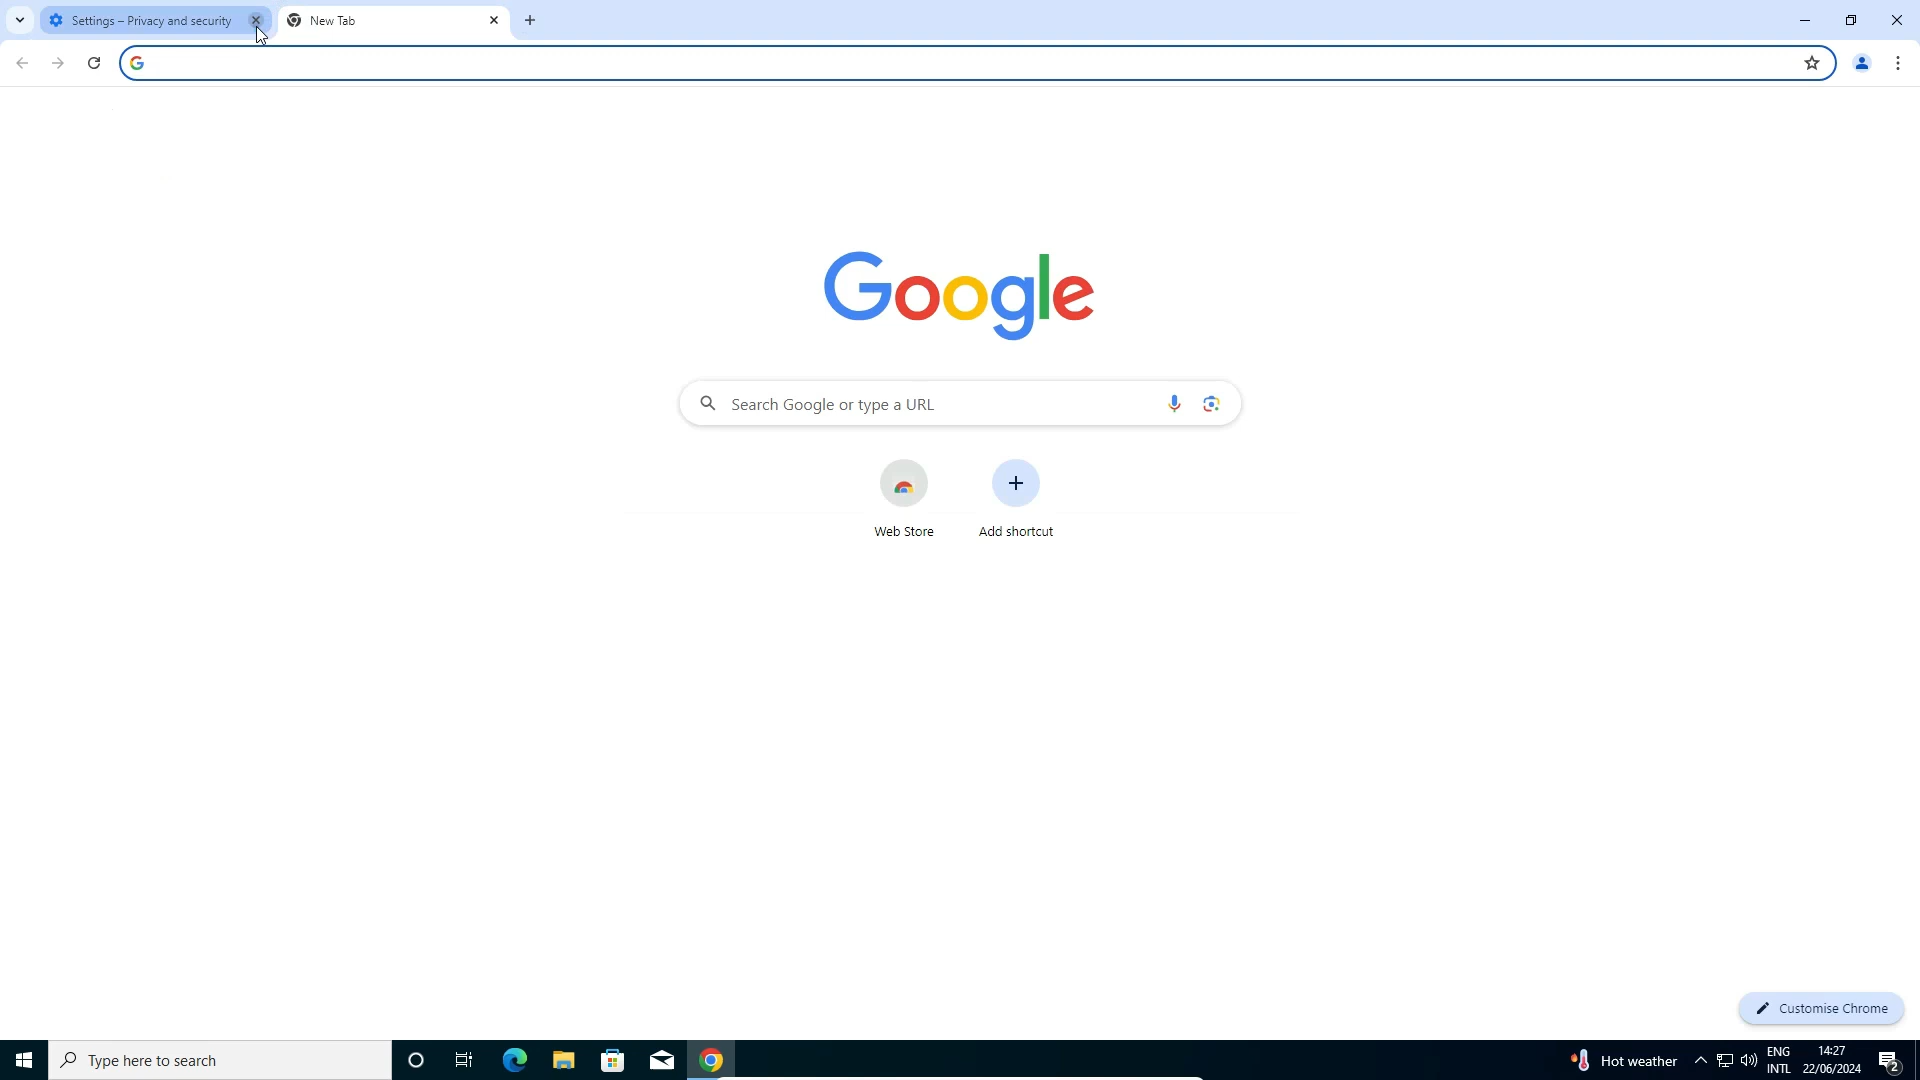 Settings – Privacy and security
New Tab
Google
Search Google or type a URL
Web Store
Add shortcut
Customise Chrome
Type here to search
Hot weather
ENG
INTL
14:27
22/06/2024
2